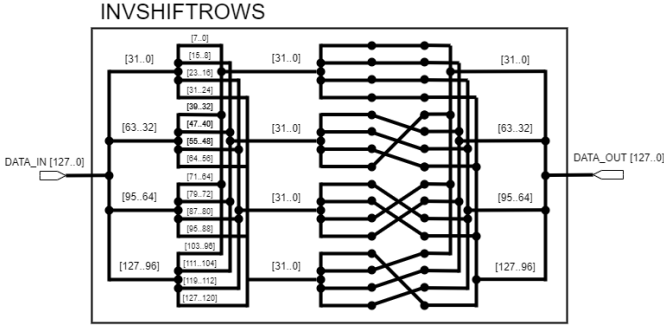 INVSHIFTROWS
[7..0]
[31..0] [15..8] [31..0] [31..0]
[23..16]
[31..24]
[39..32]
[63..32] [47..40] [31..0] [63..32]
[55..48]
DATA_IN [127..0] [64..56] DATA_OUT [127..0]
[71..64]
[95..64] [79..72] [31..0] [95..64]
[87..80]
[95..88]
[103..96]
[127..96] [111..104] [31..0] [127..96]
[119..112]
[127..120]